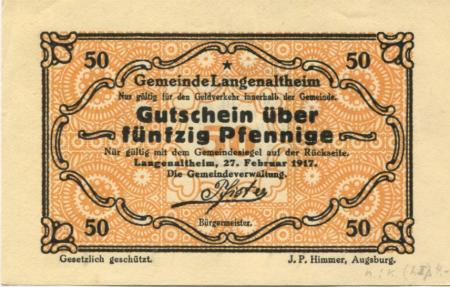 50 50
Gemeinde Langenaltheim
Nur gültig für den Geldverkehr innerhalb der Gemeinde.
Gutschein über
fünfzig Pfennige
Nur gültig mit dem Gemeindesiegel auf der Rückseite.
Langenaltheim, 27. Februar 1917.
Die Gemeindeverwaltung.
Bürgermeister.
50 50
Gesetzlich geschützt. J. P. Himmer, Augsburg.